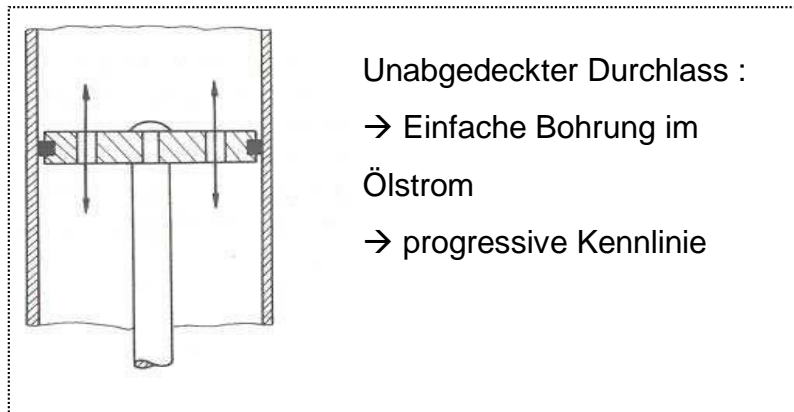 Unabgedeckter Durchlass :
→ Einfache Bohrung im
Ölstrom
→ progressive Kennlinie